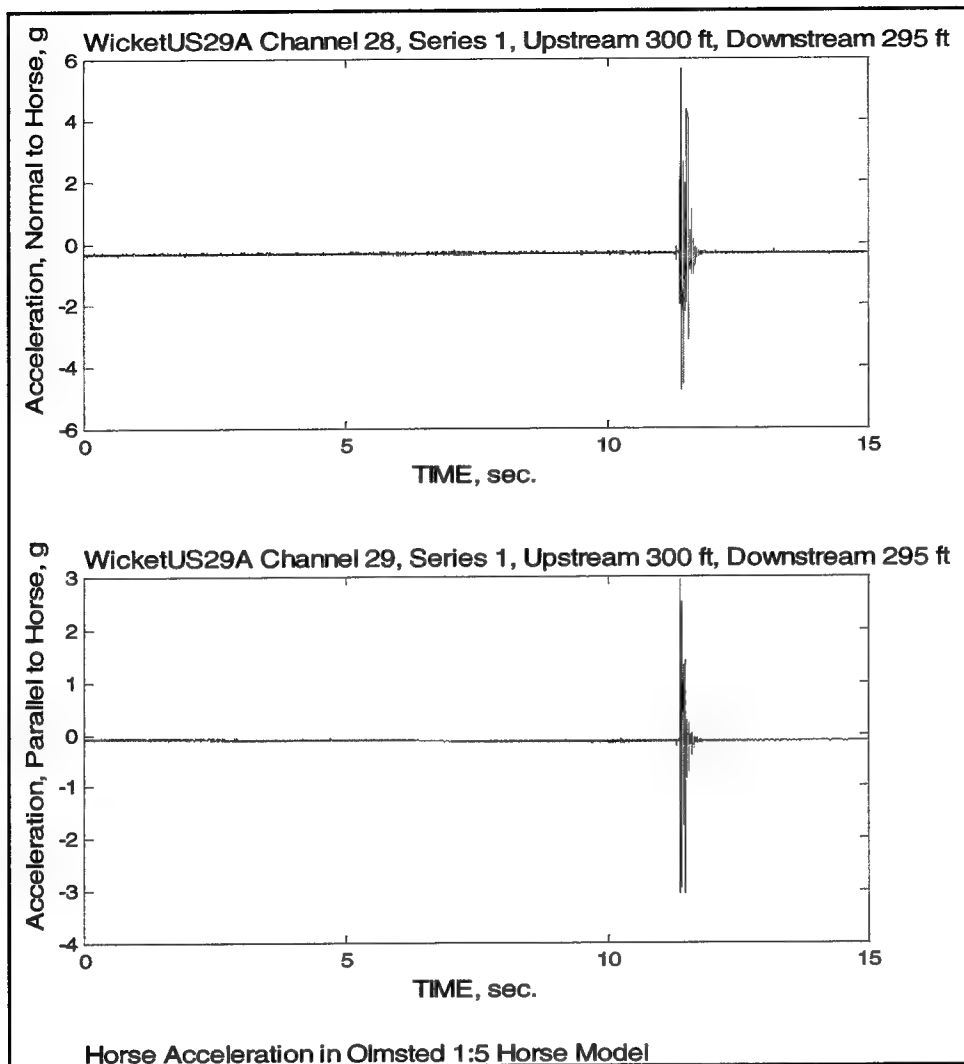 WicketUS29A Channel 28, Series 1, Upstream 300 ft, Downstream 295 ft
Acceleration, Normal to Horse, g
6
4
2
0
-2
-4
-6
0 5 10 15
TIME, sec.
WicketUS29A Channel 29, Series 1, Upstream 300 ft, Downstream 295 ft
Acceleration, Parallel to Horse, g
3
2
1
0
-1
-2
-3
-4
0 5 10 15
TIME, sec.
Horse Acceleration in Olmsted 1:5 Horse Model